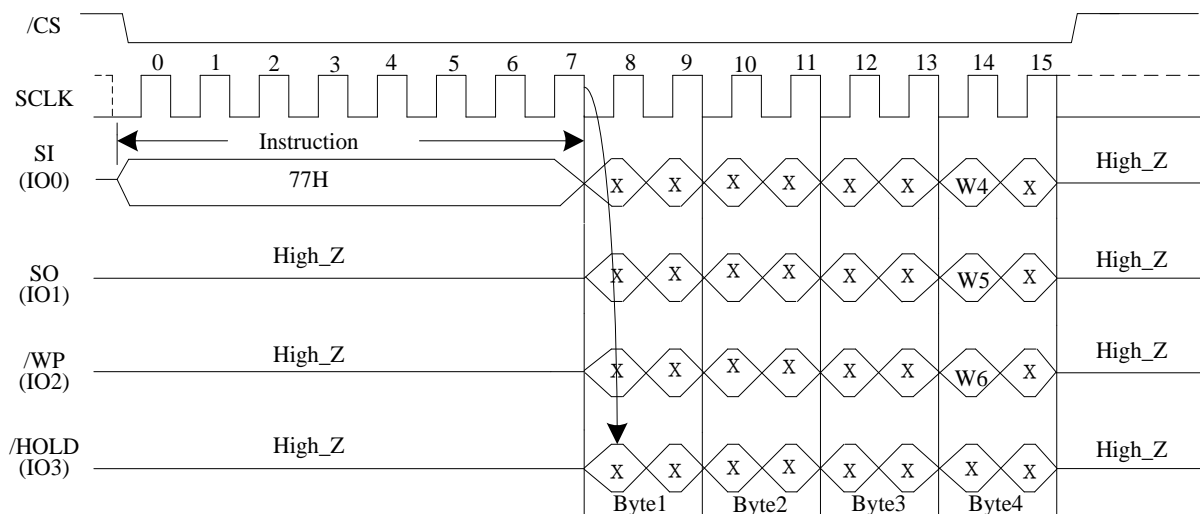 /CS
0 1 2 3 4 5 6 7 8 9 10 11 12 13 14 15
SCLK
Instruction
SI
(IO0)
77H
X X X X X X W4 X
High_Z
SO
(IO1)
High_Z
X X X X X X W5 X
High_Z
/WP
(IO2)
High_Z
X X X X X X W6 X
High_Z
/HOLD
(IO3)
High_Z
X X X X X X X X
High_Z
Byte1 Byte2 Byte3 Byte4